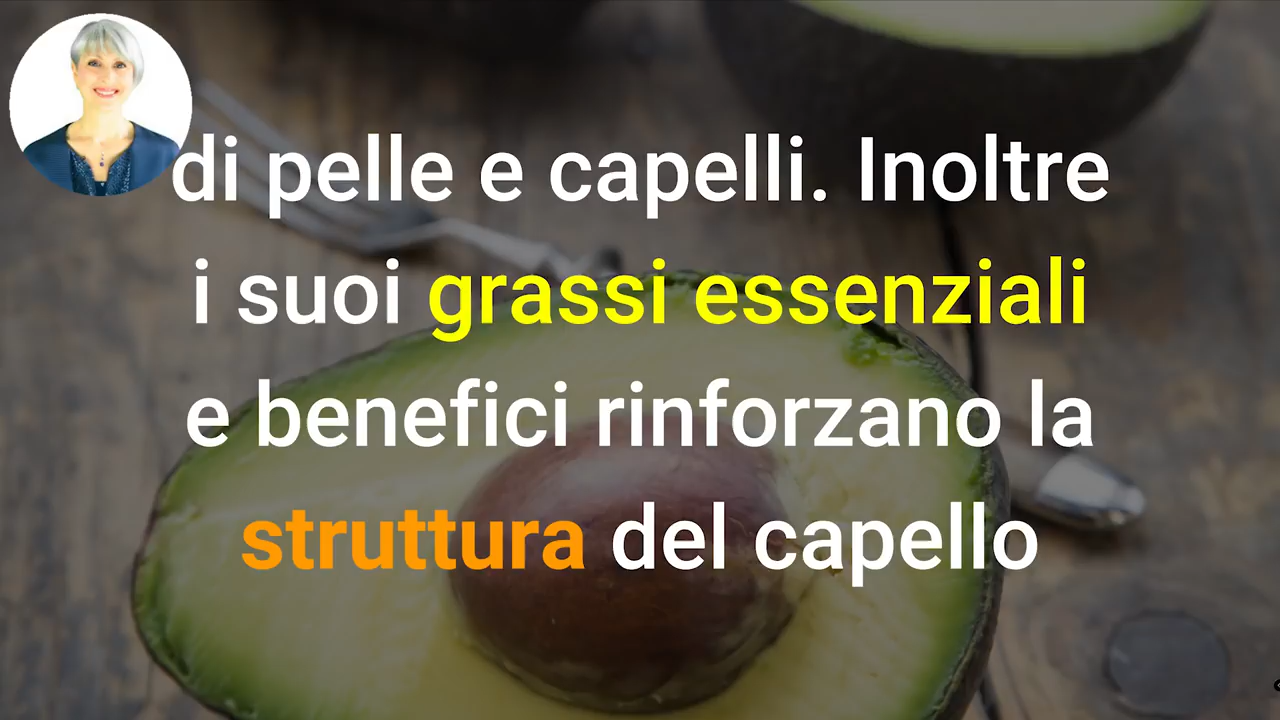 di pelle e capelli. Inoltre
i suoi grassi essenziali
e benefici rinforzano la
struttura del capello